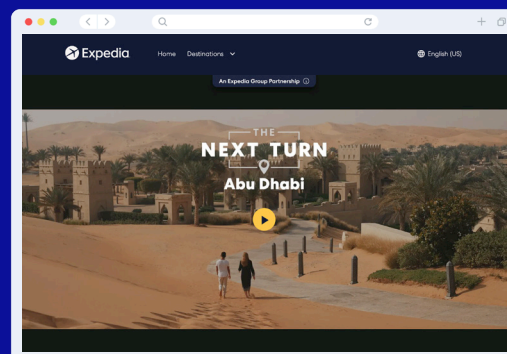 Expedia
Home Destinations
English (US)
An Expedia Group Partnership
THE
NEXT TURN
Abu Dhabi